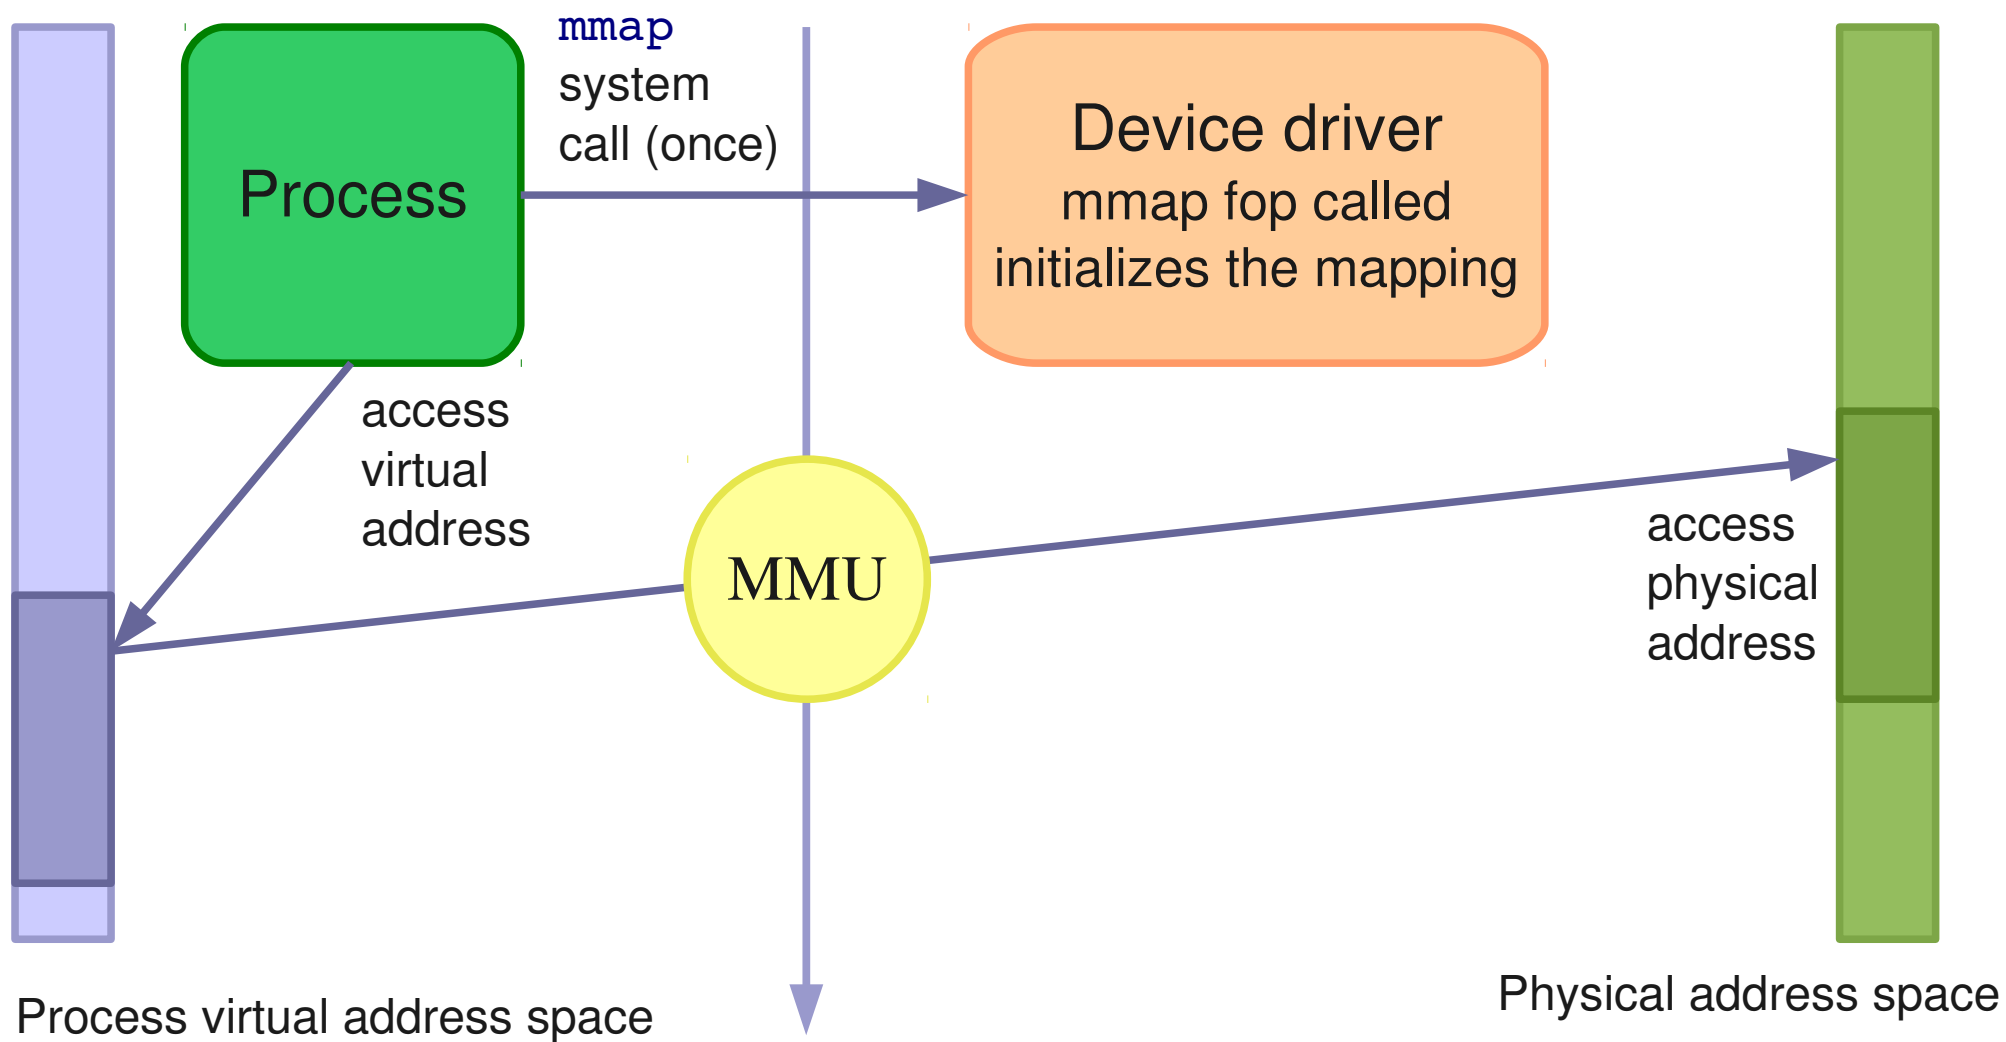 mmap
system
call (once)
Process
Device driver
mmap fop called
initializes the mapping
access
virtual
address
MMU
access
physical
address
Process virtual address space
Physical address space